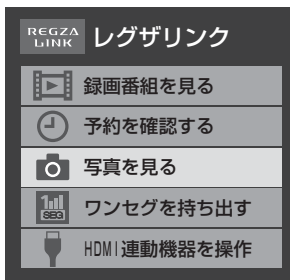 REGZA
LINK
レグザリンク
録画番組を見る
予約を確認する
写真を見る
1
SEG
ワンセグを持ち出す
HDMI連動機器を操作